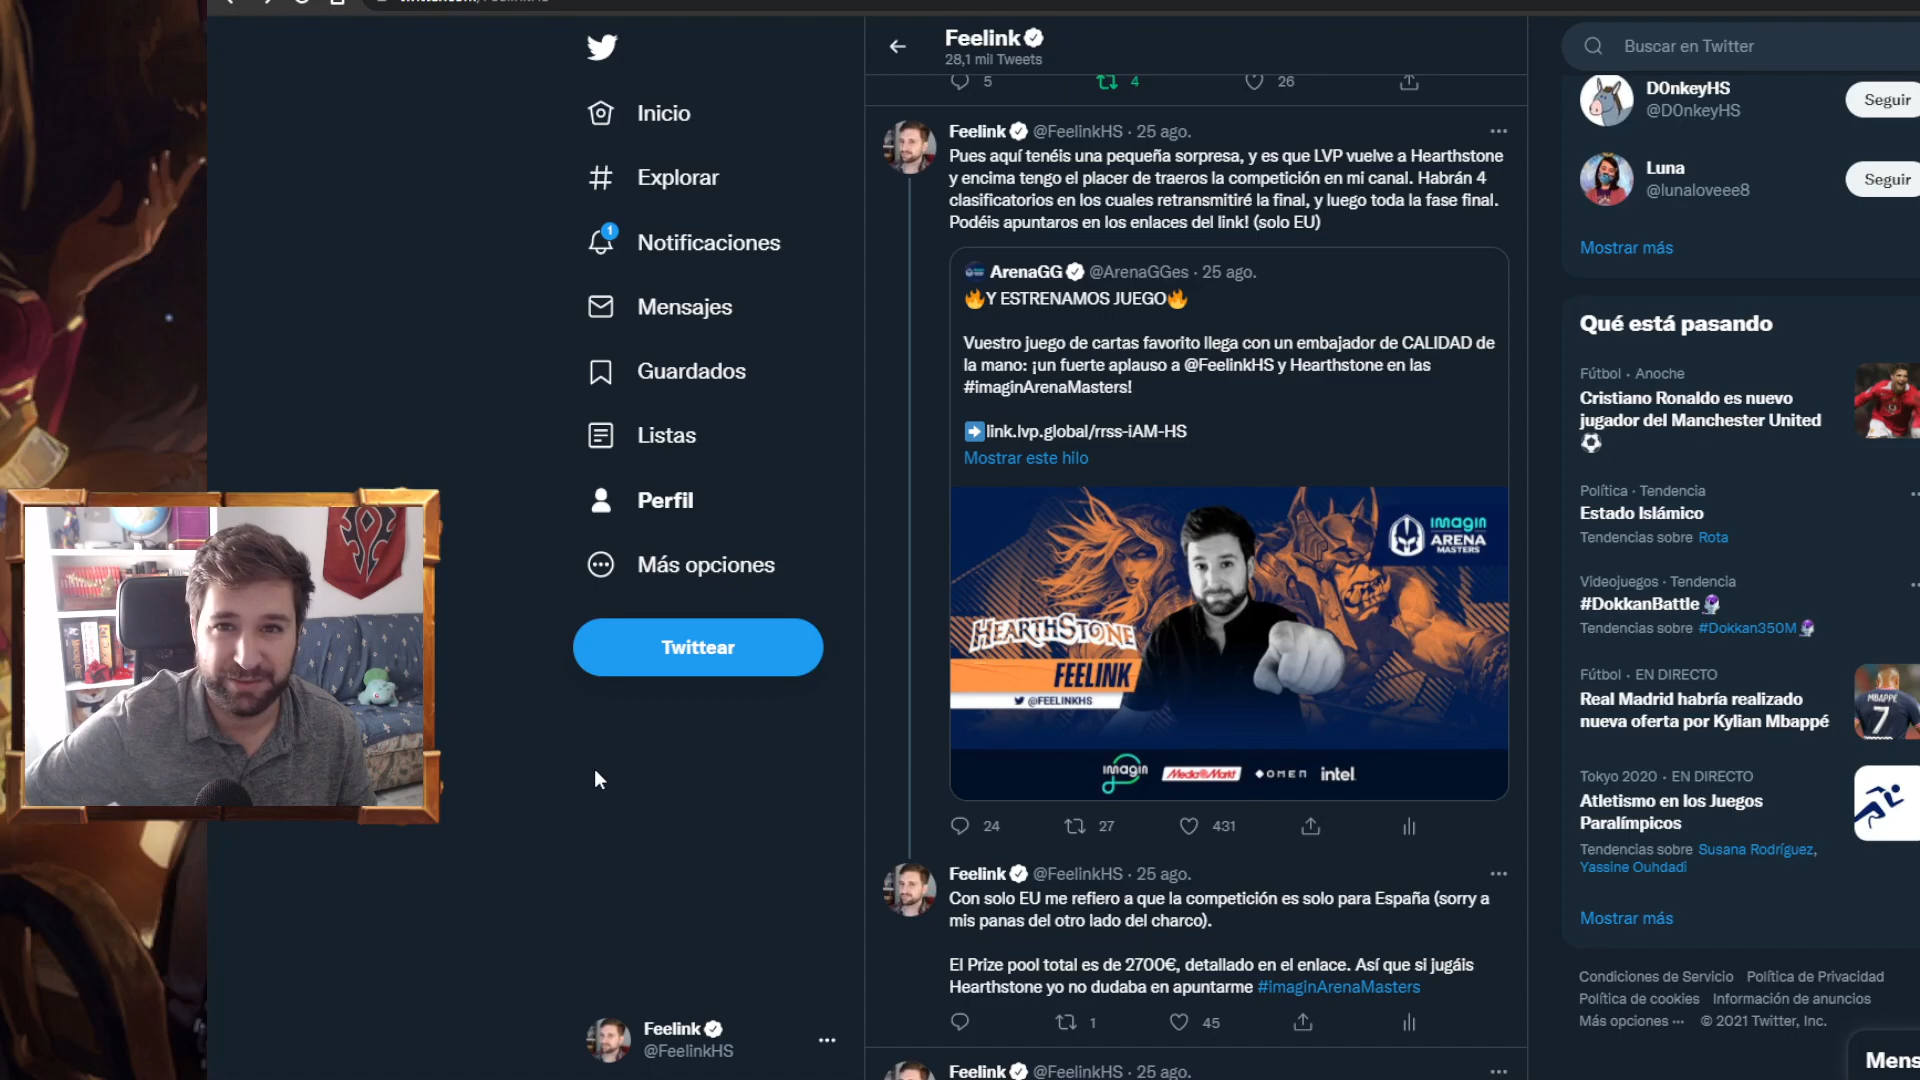 Feelink
28,1 mil Tweets
5
4
26
Inicio
Explorar
1
Notificaciones
Mensajes
Guardados
Listas
Perfil
Más opciones
Twittear
Feelink
@FeelinkHS
Feelink @FeelinkHS · 25 ago.
Pues aquí tenéis una pequeña sorpresa, y es que LVP vuelve a Hearthstone
y encima tengo el placer de traeros la competición en mi canal. Habrán 4
clasificatorios en los cuales retransmitiré la final, y luego toda la fase final.
Podéis apuntaros en los enlaces del link! (solo EU)
ArenaGG @ArenaGGes · 25 ago.
🔥Y ESTRENAMOS JUEGO🔥
Vuestro juego de cartas favorito llega con un embajador de CALIDAD de
la mano: ¡un fuerte aplauso a @FeelinkHS y Hearthstone en las
#imaginArenaMasters!
➡️link.lvp.global/rrss-iAM-HS
Mostrar este hilo
imagin
ARENA
MASTERS
HEARTHSTONE
FEELINK
@FEELINKHS
imagin
MediaMarkt
OMEN
intel.
24
27
431
Feelink @FeelinkHS · 25 ago.
Con solo EU me refiero a que la competición es solo para España (sorry a
mis panas del otro lado del charco).
El Prize pool total es de 2700€, detallado en el enlace. Así que si jugáis
Hearthstone yo no dudaba en apuntarme #imaginArenaMasters
1
45
Feelink @FeelinkHS · 25 ago.
Buscar en Twitter
D0nkeyHS
@D0nkeyHS
Seguir
Luna
@lunaloveee8
Seguir
Mostrar más
Qué está pasando
Fútbol · Anoche
Cristiano Ronaldo es nuevo
jugador del Manchester United
⚽
Política · Tendencia
Estado Islámico
Tendencias sobre Rota
Videojuegos · Tendencia
#DokkanBattle
Tendencias sobre #Dokkan350M
Fútbol · EN DIRECTO
Real Madrid habría realizado
nueva oferta por Kylian Mbappé
MBAPPÉ
7
Tokyo 2020 · EN DIRECTO
Atletismo en los Juegos
Paralímpicos
Tendencias sobre Susana Rodríguez,
Yassine Ouhdadi
Mostrar más
Condiciones de Servicio Política de Privacidad
Política de cookies Información de anuncios
Más opciones ··· © 2021 Twitter, Inc.
Mens